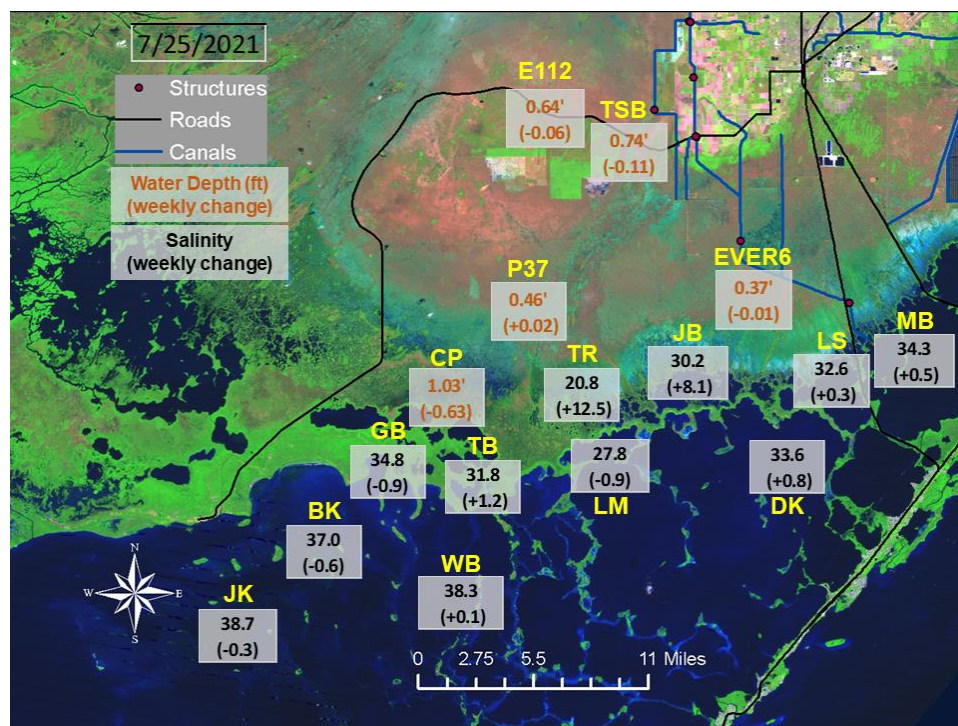 7/25/2021
Structures
Roads
Canals
Water Depth (ft)
(weekly change)
Salinity
(weekly change)
E112
0.64'
(-0.06)
TSB
0.74'
(-0.11)
P37
0.46'
(+0.02)
EVER6
0.37'
(-0.01)
CP
1.03'
(-0.63)
TR
20.8
(+12.5)
JB
30.2
(+8.1)
LS
32.6
(+0.3)
MB
34.3
(+0.5)
GB
34.8
(-0.9)
TB
31.8
(+1.2)
27.8
(-0.9)
LM
33.6
(+0.8)
DK
BK
37.0
(-0.6)
WB
38.3
(+0.1)
JK
38.7
(-0.3)
N
W E
S
0 2.75 5.5 11 Miles